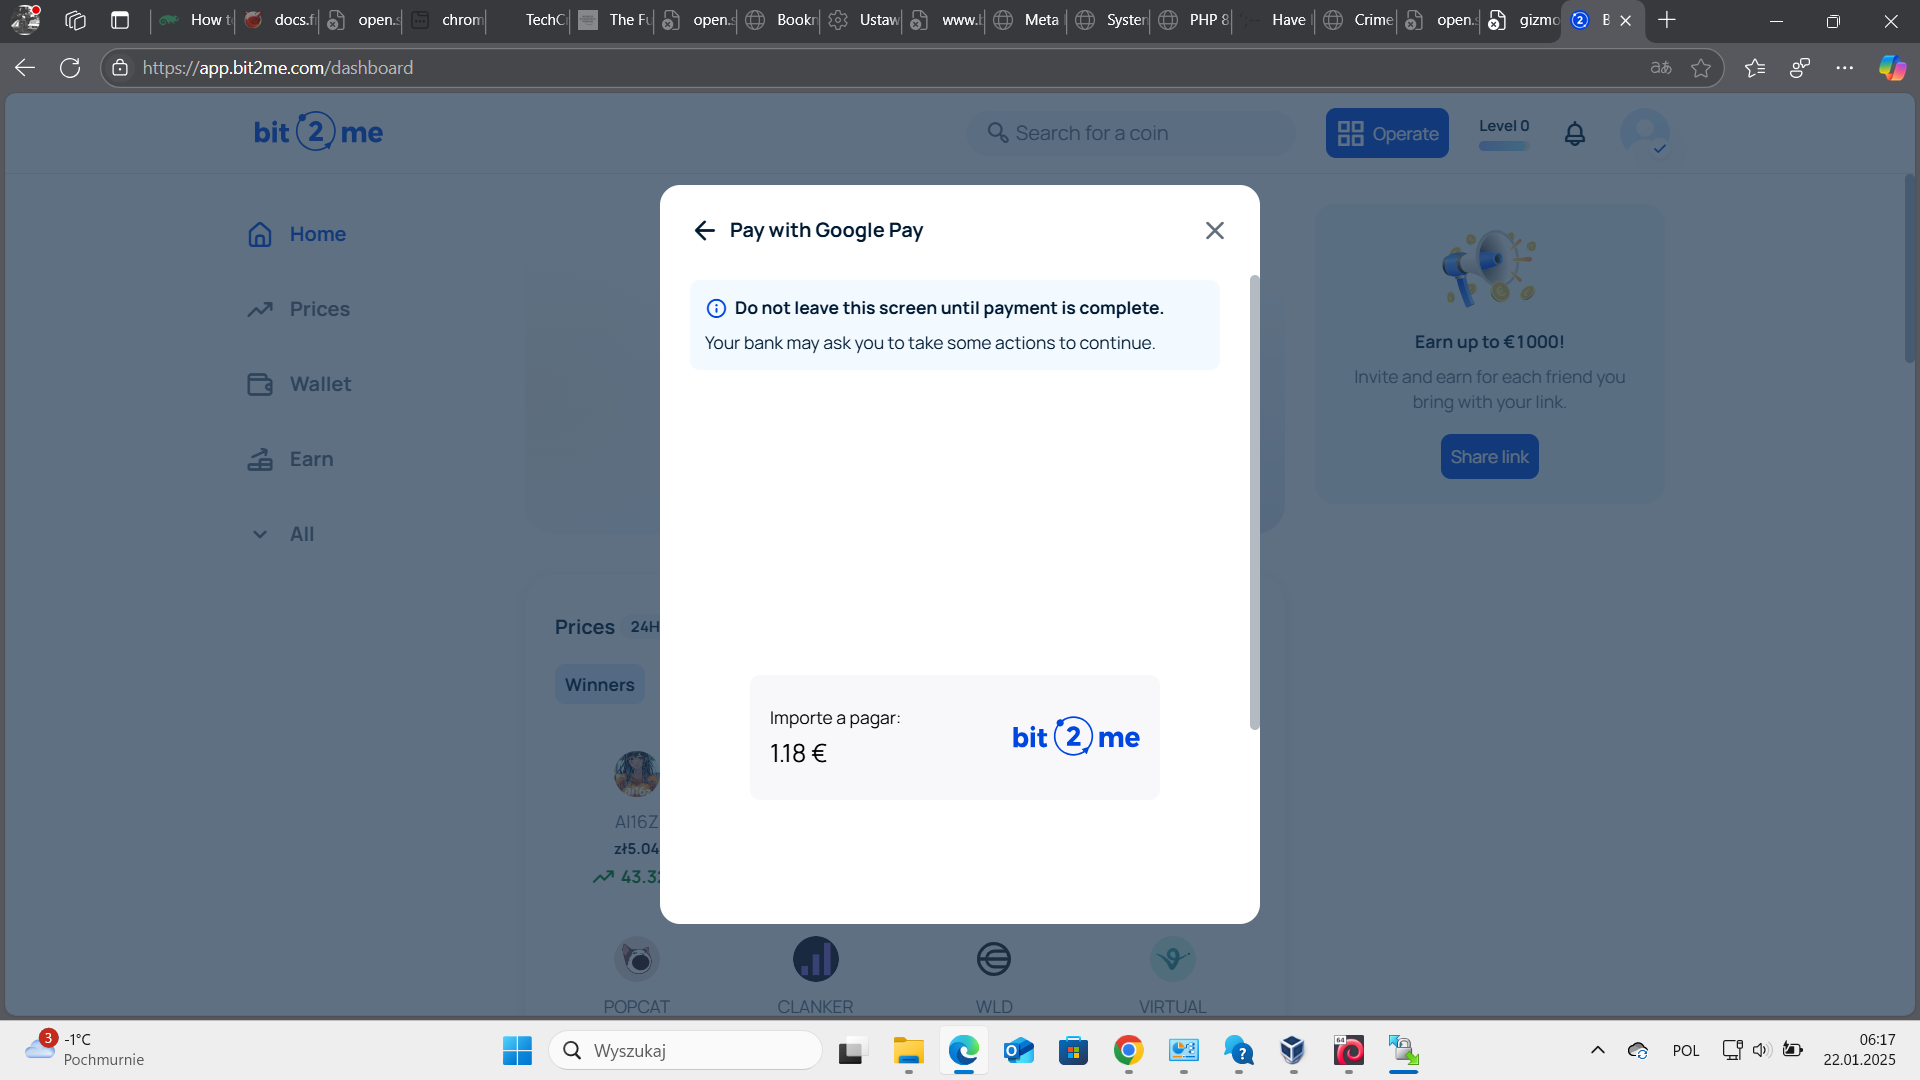 How t
docs.f
open.s
chrom
TechCr
The Fu
open.s
Bookn
Ustaw
www.b
Meta
System
PHP 8
Have
Crime
open.s
gizmo
B
https://app.bit2me.com/dashboard
bit 2 me
Search for a coin
Operate
Level 0
Home
Prices
Wallet
Earn
All
Pay with Google Pay
Do not leave this screen until payment is complete.
Your bank may ask you to take some actions to continue.
Importe a pagar:
1.18 €
bit 2 me
Earn up to €1000!
Invite and earn for each friend you
bring with your link.
Share link
Prices 24H
Winners
AI16Z
zł5.04
43.32
POPCAT
CLANKER
WLD
VIRTUAL
3
-1°C
Pochmurnie
Wyszukaj
64
POL
06:17
22.01.2025